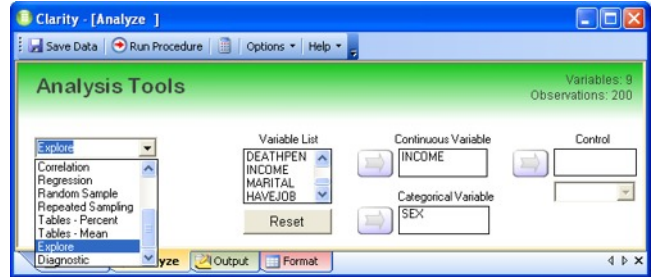 Clarity - [Analyze ]
Save Data Run Procedure Options Help
Analysis Tools
Variables: 9
Observations: 200
Explore
Correlation
Regression
Random Sample
Repeated Sampling
Tables - Percent
Tables - Mean
Explore
Diagnostic
Variable List
DEATHPEN
INCOME
MARITAL
HAVEJOB
Reset
Continuous Variable
INCOME
Categorical Variable
SEX
Control
yze Output Format